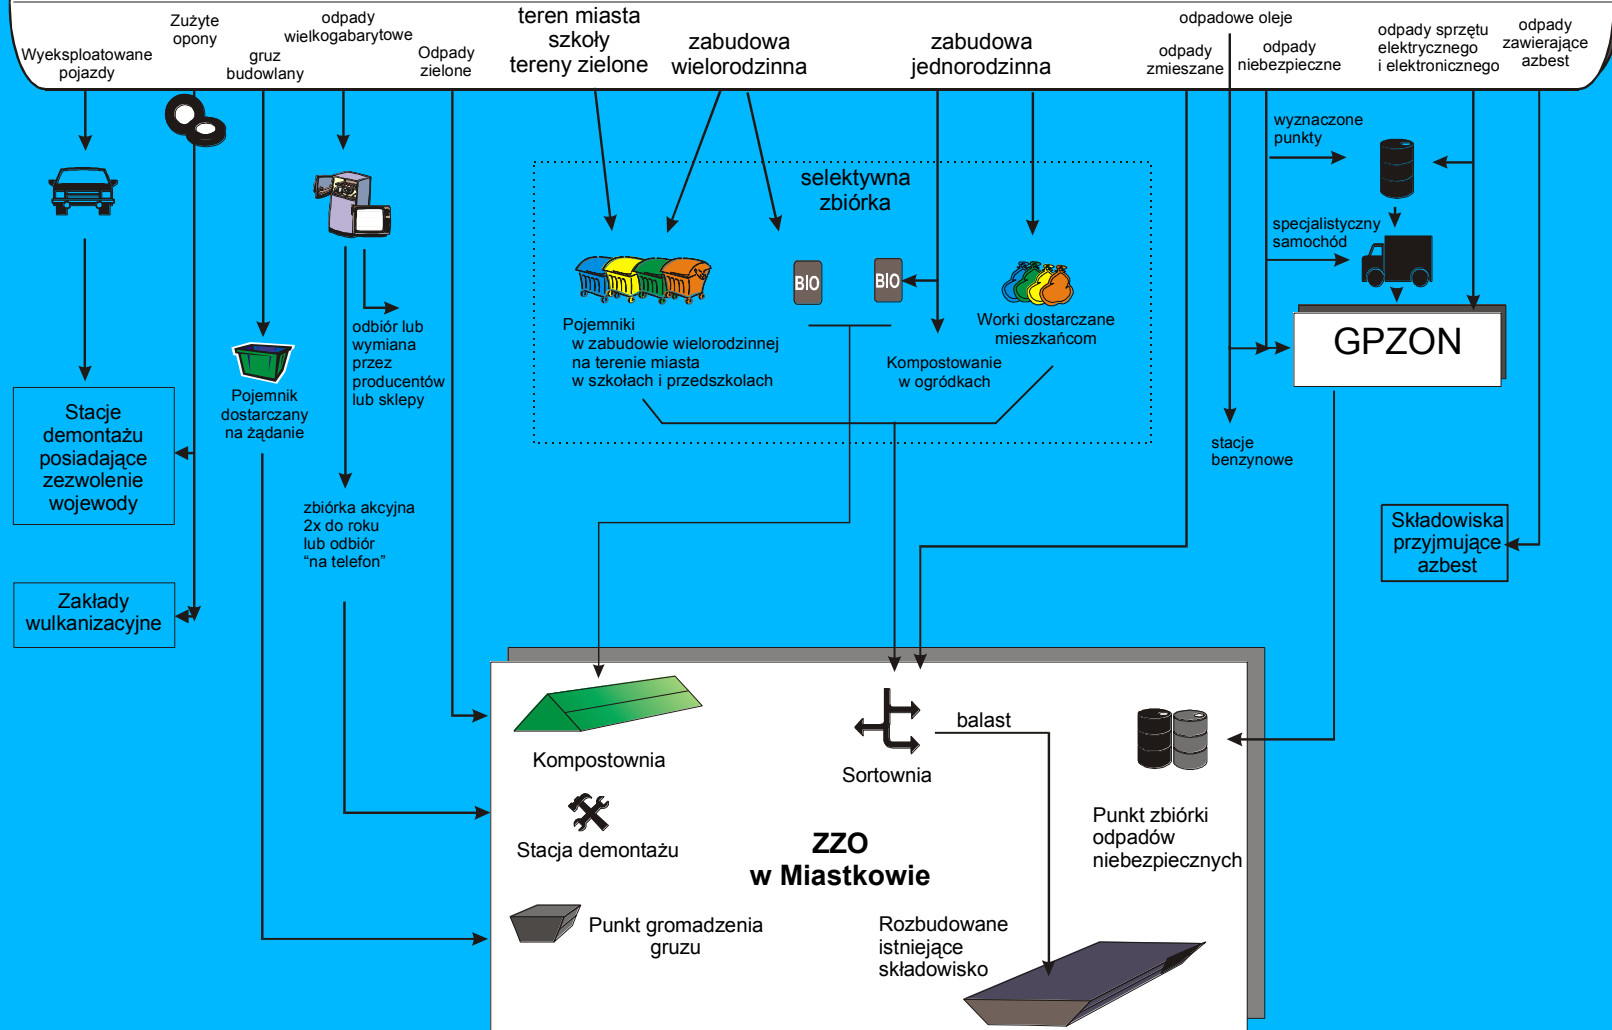 Wyeksploatowane
pojazdy
Zużyte
opony
gruz
budowlany
odpady
wielkogabarytowe
Odpady
zielone
teren miasta
szkoły
tereny zielone
zabudowa
wielorodzinna
zabudowa
jednorodzinna
odpady
zmieszane
odpadowe oleje
odpady
niebezpieczne
odpady sprzętu
elektrycznego
i elektronicznego
odpady
zawierające
azbest
wyznaczone
punkty
selektywna
zbiórka
specjalistyczny
samochód
BIO
BIO
odbiór lub
wymiana
przez
producentów
lub sklepy
Pojemniki
w zabudowie wielorodzinnej
na terenie miasta
w szkołach i przedszkolach
Worki dostarczane
mieszkańcom
Kompostowanie
w ogródkach
GPZON
Pojemnik
dostarczany
na żądanie
Stacje
demontażu
posiadające
zezwolenie
wojewody
stacje
benzynowe
zbiórka akcyjna
2x do roku
lub odbiór
“na telefon”
Składowiska
przyjmujące
azbest
Zakłady
wulkanizacyjne
Kompostownia
balast
Sortownia
Stacja demontażu
ZZO
w Miastkowie
Punkt zbiórki
odpadów
niebezpiecznych
Punkt gromadzenia
gruzu
Rozbudowane
istniejące
składowisko